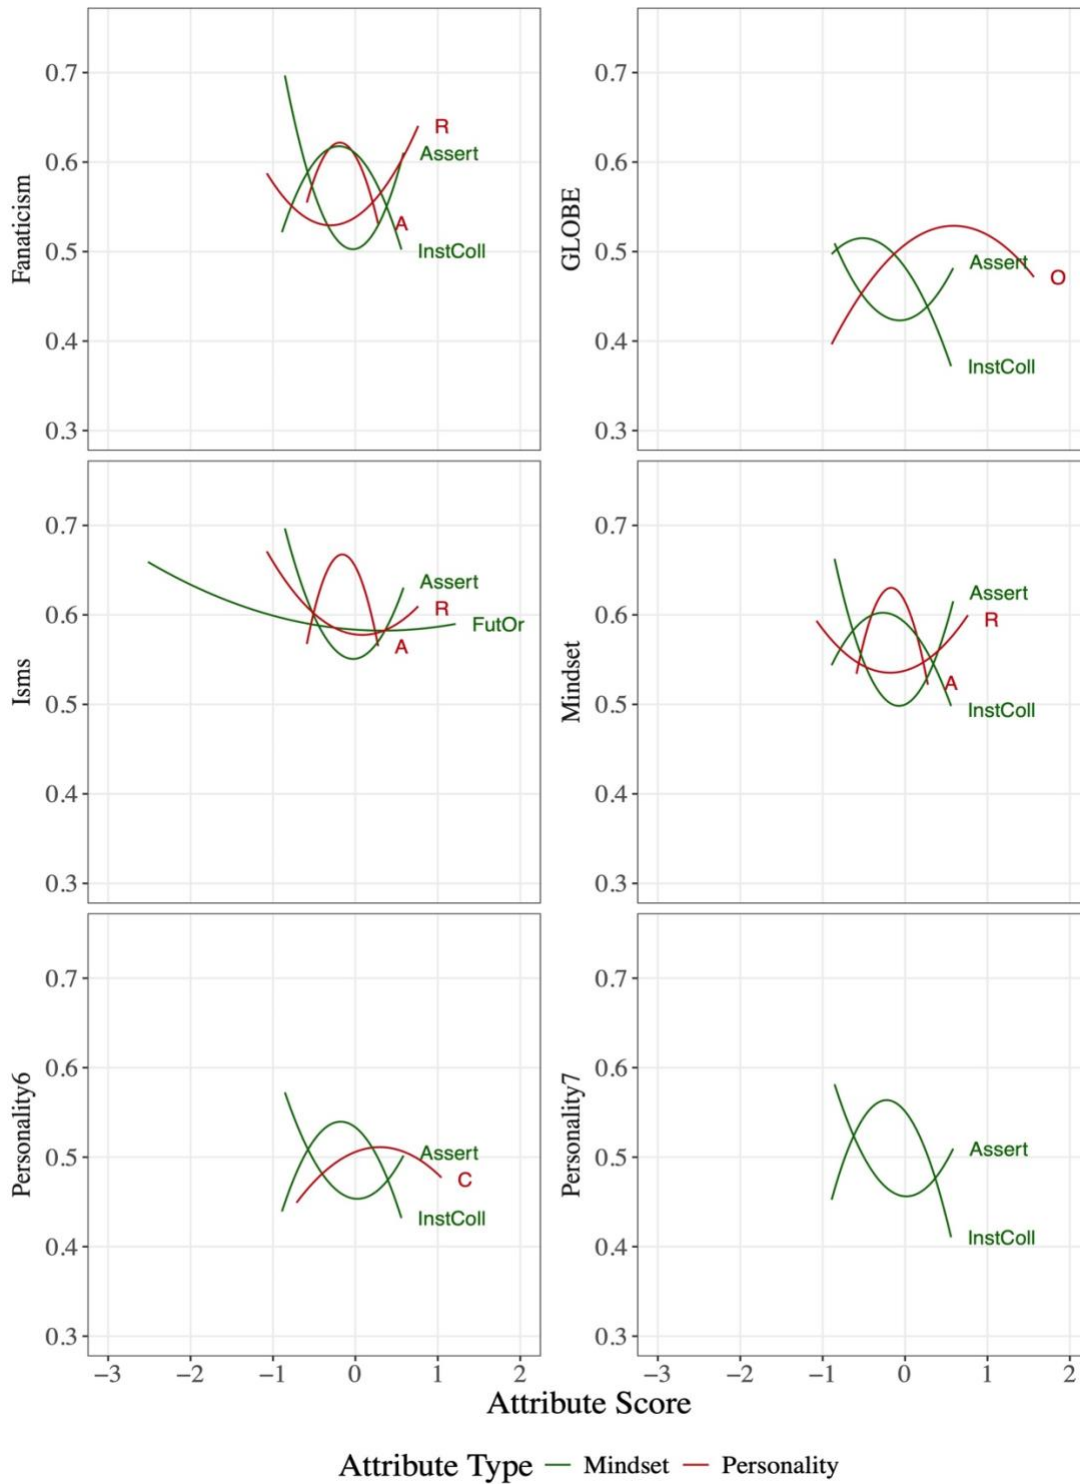 Fanaticism
0.7
0.6
0.5
0.4
0.3
R
Assert
A
InstColl
GLOBE
0.7
0.6
0.5
0.4
0.3
Assert
O
InstColl
Isms
0.7
0.6
0.5
0.4
0.3
Assert
R
FutOr
A
Mindset
0.7
0.6
0.5
0.4
0.3
Assert
R
A
InstColl
Personality6
0.7
0.6
0.5
0.4
0.3
Assert
C
InstColl
−3 −2 −1 0 1 2
Personality7
0.7
0.6
0.5
0.4
0.3
Assert
InstColl
−3 −2 −1 0 1 2
Attribute Score
Attribute Type Mindset Personality